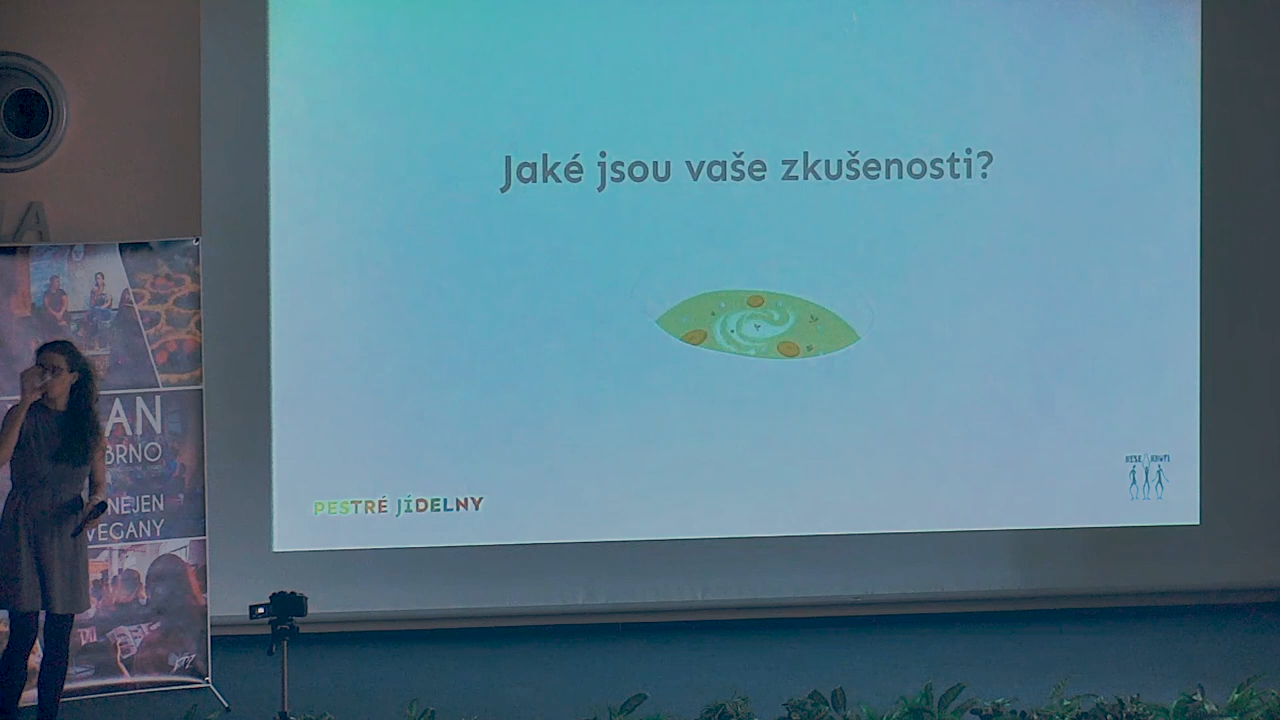 Jaké jsou vaše zkušenosti?
PESTRÉ JÍDELNY
AN
BRNO
NEJEN
VEGANY